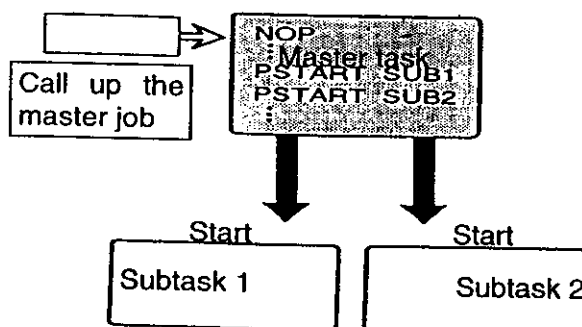 NOP
Master task
PSTART SUB1
PSTART SUB2
Call up the
master job
Start
Start
Subtask 1
Subtask 2